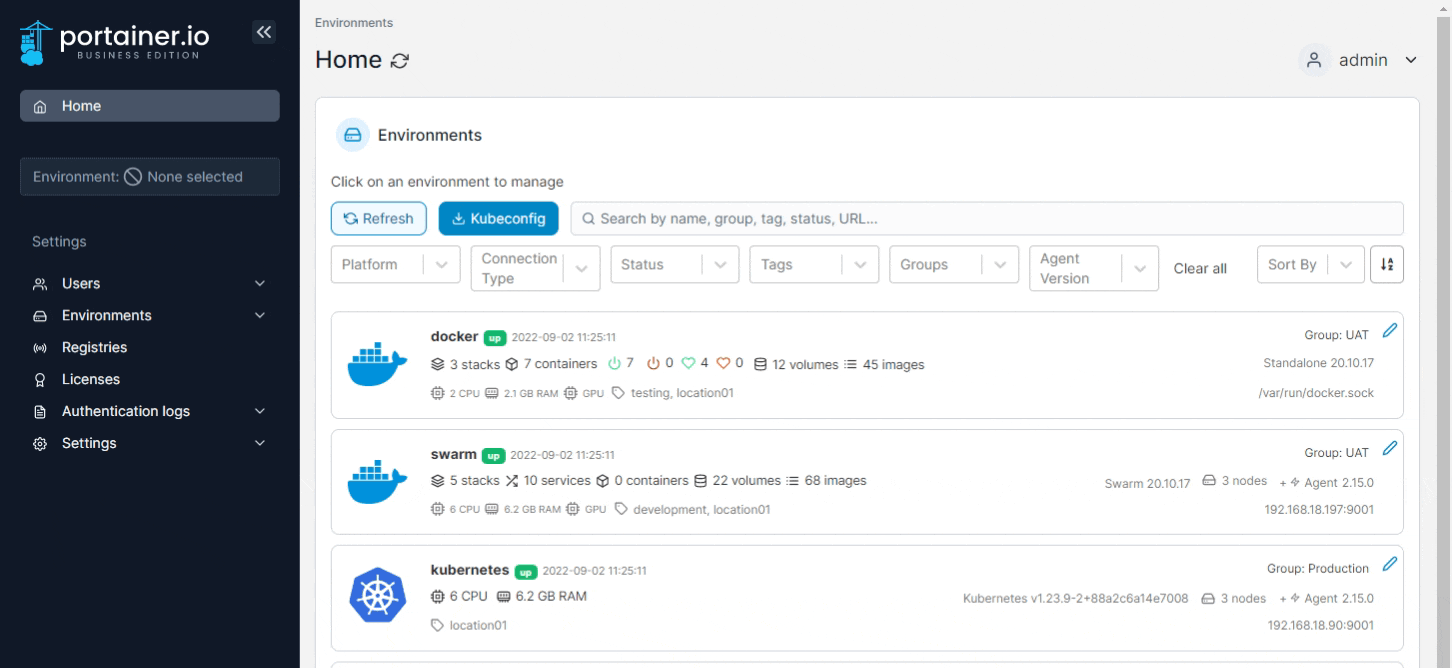 portainer.io
BUSINESS EDITION
Home
Environment: None selected
Settings
Users
Environments
Registries
Licenses
Authentication logs
Settings
Environments
Home
admin
Environments
Click on an environment to manage
Refresh Kubeconfig Search by name, group, tag, status, URL...
Platform Connection Type Status Tags Groups Agent Version Clear all Sort By
docker up 2022-09-02 11:25:11 Group: UAT
3 stacks 7 containers 7 0 4 0 12 volumes 45 images Standalone 20.10.17
2 CPU 2.1 GB RAM GPU testing, location01 /var/run/docker.sock
swarm up 2022-09-02 11:25:11 Group: UAT
5 stacks 10 services 0 containers 22 volumes 68 images Swarm 20.10.17 3 nodes + Agent 2.15.0
6 CPU 6.2 GB RAM GPU development, location01 192.168.18.197:9001
kubernetes up 2022-09-02 11:25:11 Group: Production
6 CPU 6.2 GB RAM Kubernetes v1.23.9-2+88a2c6a14e7008 3 nodes + Agent 2.15.0
location01 192.168.18.90:9001